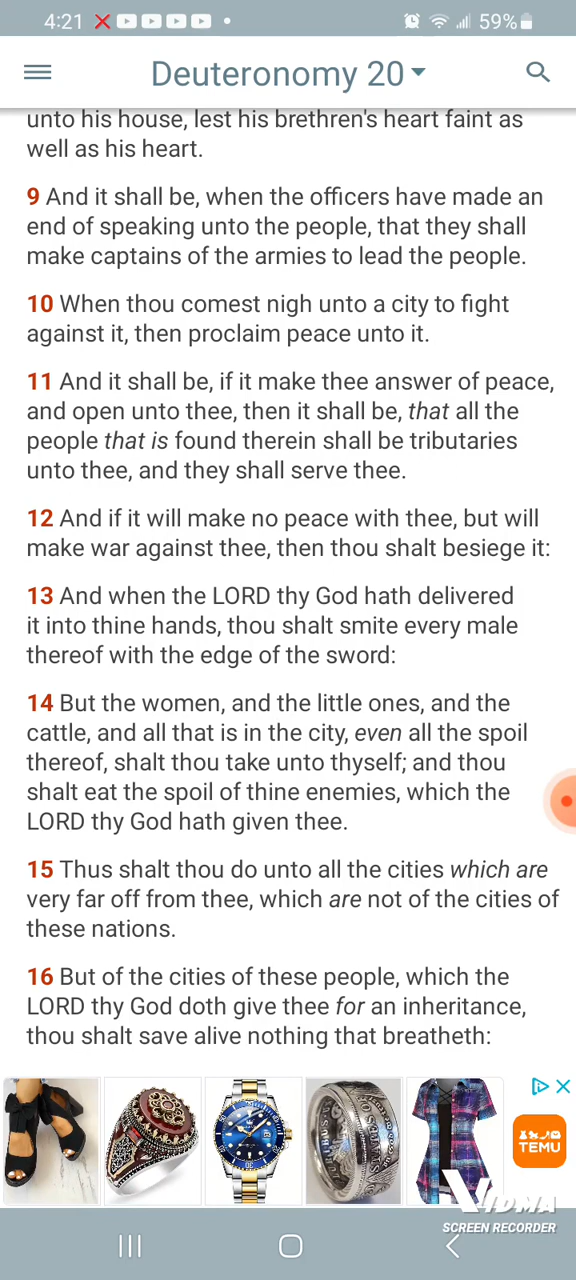 4:21
59%
Deuteronomy 20
unto his house, lest his brethren's heart faint as
well as his heart.
9 And it shall be, when the officers have made an
end of speaking unto the people, that they shall
make captains of the armies to lead the people.
10 When thou comest nigh unto a city to fight
against it, then proclaim peace unto it.
11 And it shall be, if it make thee answer of peace,
and open unto thee, then it shall be, that all the
people that is found therein shall be tributaries
unto thee, and they shall serve thee.
12 And if it will make no peace with thee, but will
make war against thee, then thou shalt besiege it:
13 And when the LORD thy God hath delivered
it into thine hands, thou shalt smite every male
thereof with the edge of the sword:
14 But the women, and the little ones, and the
cattle, and all that is in the city, even all the spoil
thereof, shalt thou take unto thyself; and thou
shalt eat the spoil of thine enemies, which the
LORD thy God hath given thee.
15 Thus shalt thou do unto all the cities which are
very far off from thee, which are not of the cities of
these nations.
16 But of the cities of these people, which the
LORD thy God doth give thee for an inheritance,
thou shalt save alive nothing that breatheth:
TEMU
VIDMA
SCREEN RECORDER